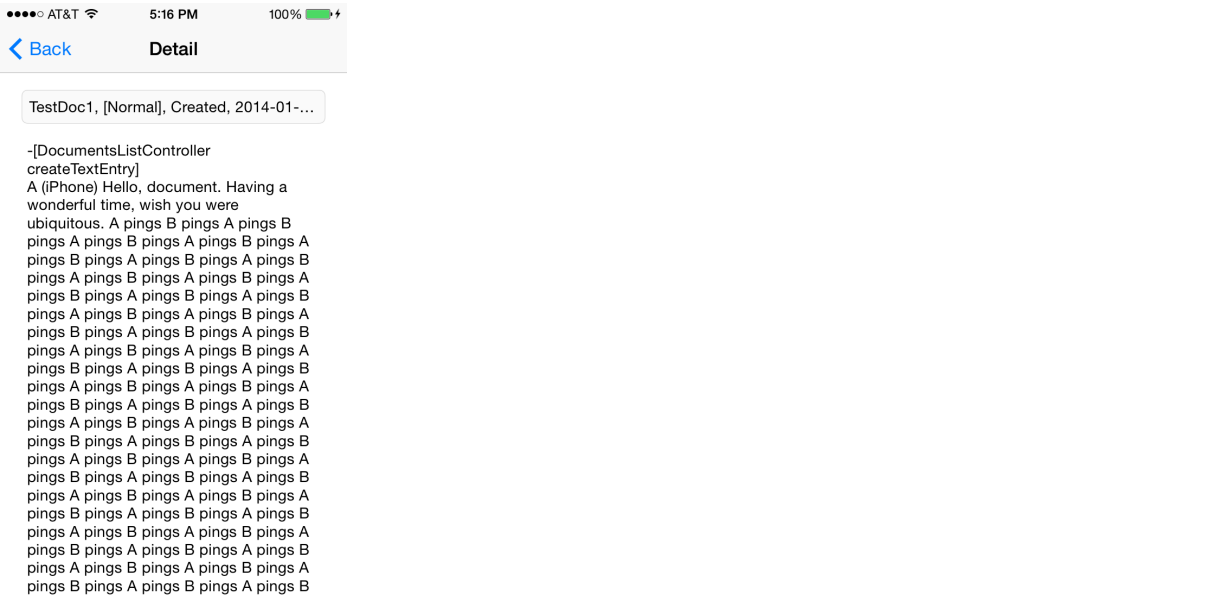 AT&T 5:16 PM 100%
Back Detail
TestDoc1, [Normal], Created, 2014-01-...
-[DocumentsListController
createTextEntry]
A (iPhone) Hello, document. Having a
wonderful time, wish you were
ubiquitous. A pings B pings A pings B
pings A pings B pings A pings B pings A
pings B pings A pings B pings A pings B
pings A pings B pings A pings B pings A
pings B pings A pings B pings A pings B
pings A pings B pings A pings B pings A
pings B pings A pings B pings A pings B
pings A pings B pings A pings B pings A
pings B pings A pings B pings A pings B
pings A pings B pings A pings B pings A
pings B pings A pings B pings A pings B
pings A pings B pings A pings B pings A
pings B pings A pings B pings A pings B
pings A pings B pings A pings B pings A
pings B pings A pings B pings A pings B
pings A pings B pings A pings B pings A
pings B pings A pings B pings A pings B
pings A pings B pings A pings B pings A
pings B pings A pings B pings A pings B
pings A pings B pings A pings B pings A
pings B pings A pings B pings A pings B